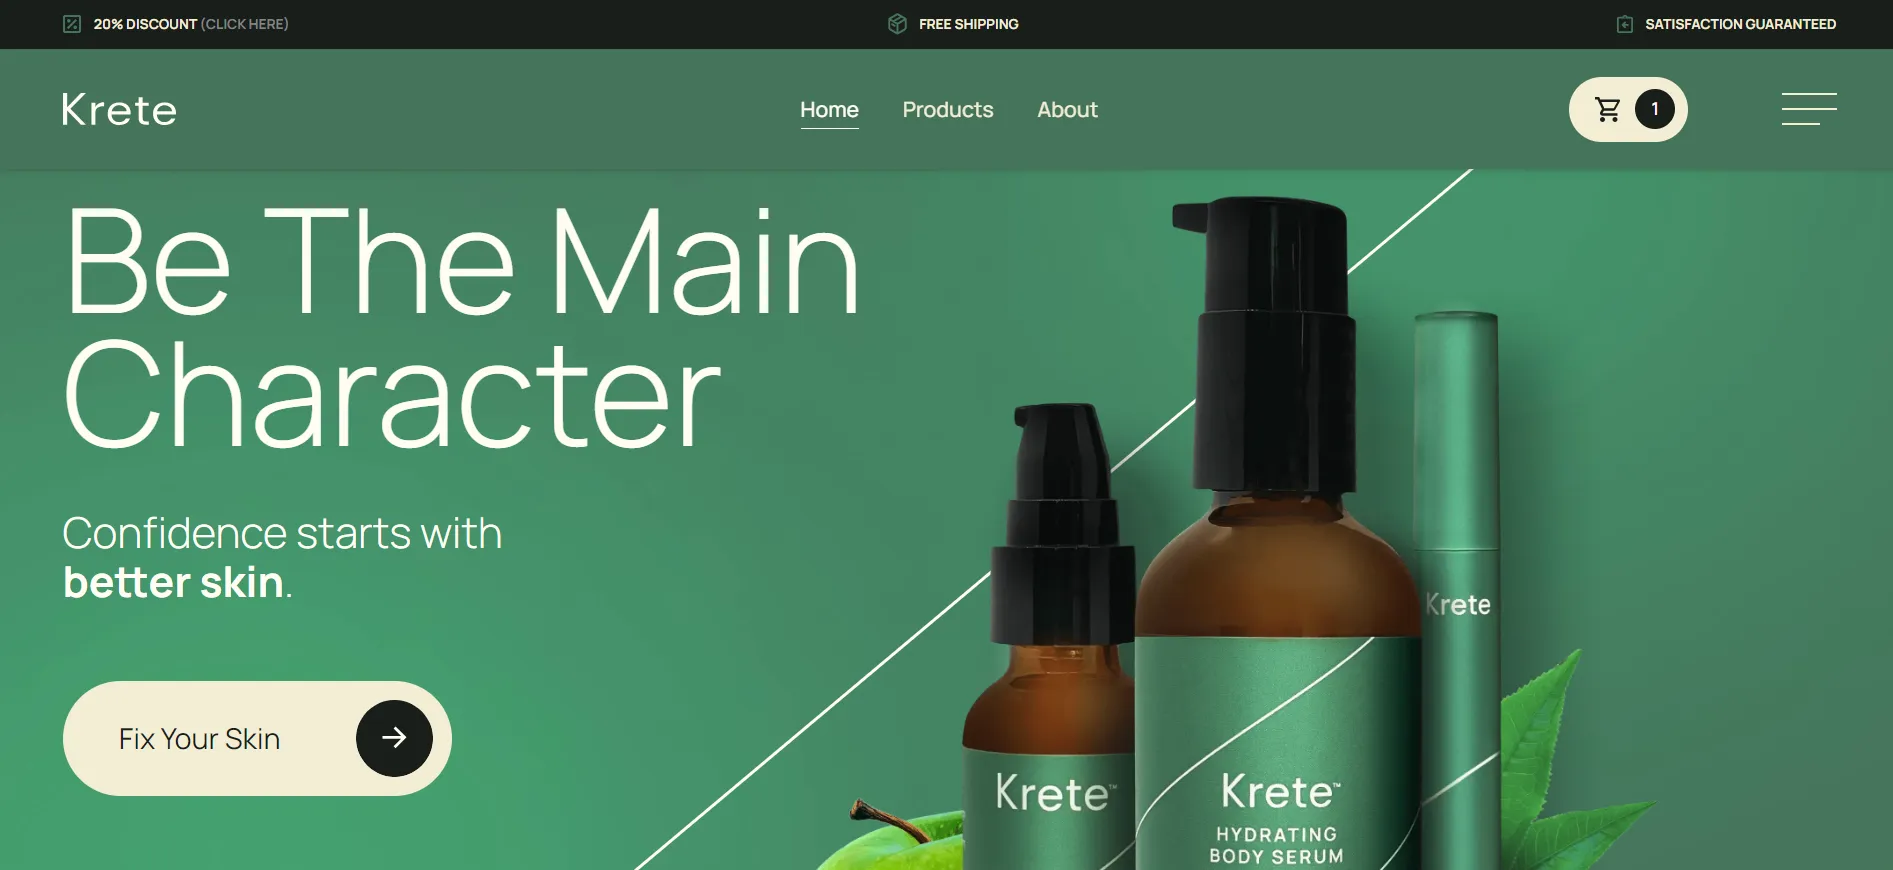 20% DISCOUNT (CLICK HERE)
FREE SHIPPING
SATISFACTION GUARANTEED
Krete
Home
Products
About
1
Be The Main
Character
Confidence starts with
better skin.
Fix Your Skin
Krete
Krete™
Krete™
HYDRATING
BODY SERUM